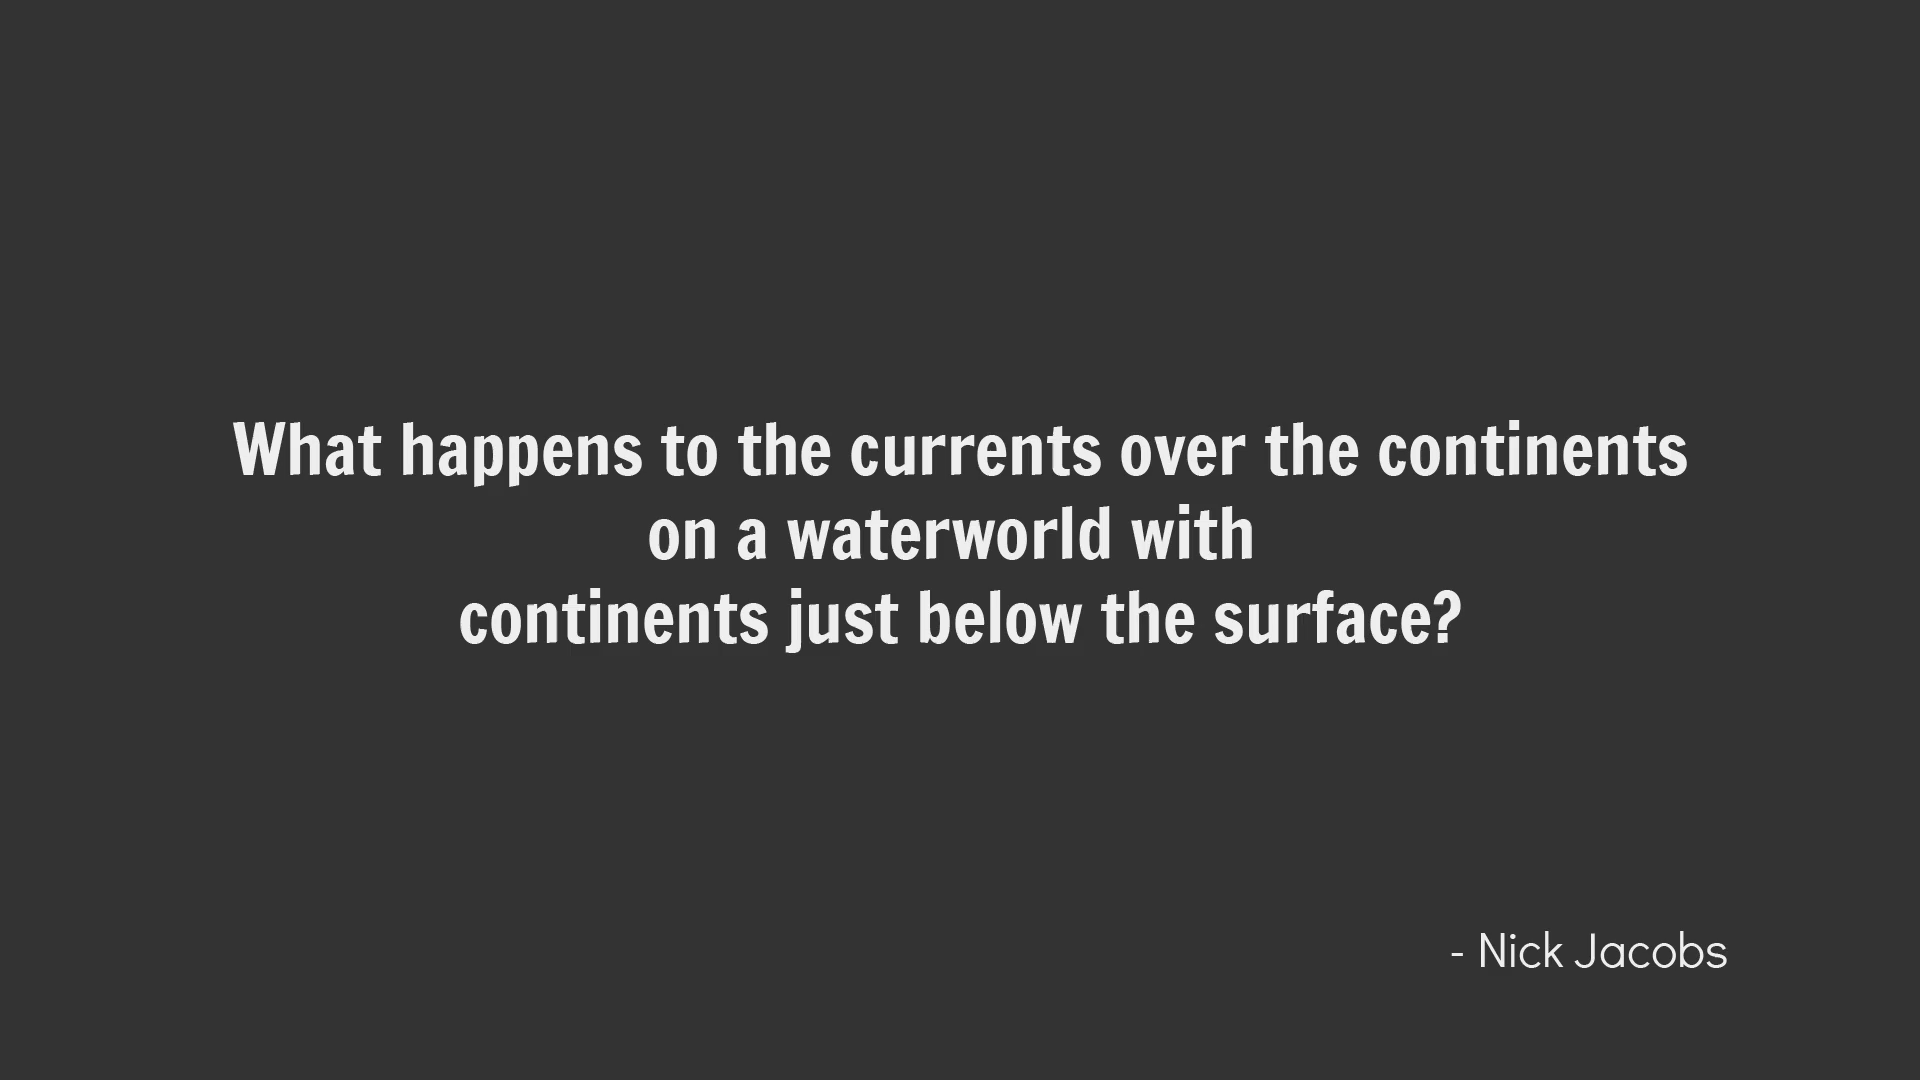 What happens to the currents over the continents
on a waterworld with
continents just below the surface?
- Nick Jacobs